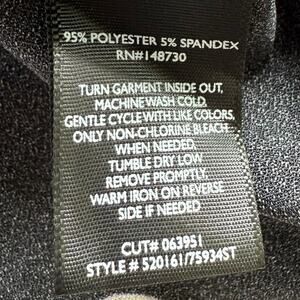 95% POLYESTER 5% SPANDEX
RN#148730
TURN GARMENT INSIDE OUT,
MACHINE WASH COLD.
GENTLE CYCLE WITH LIKE COLORS,
ONLY NON-CHLORINE BLEACH
WHEN NEEDED.
TUMBLE DRY LOW.
REMOVE PROMPTLY.
WARM IRON ON REVERSE
SIDE IF NEEDED.
CUT# 063951
STYLE # 520161/75934ST